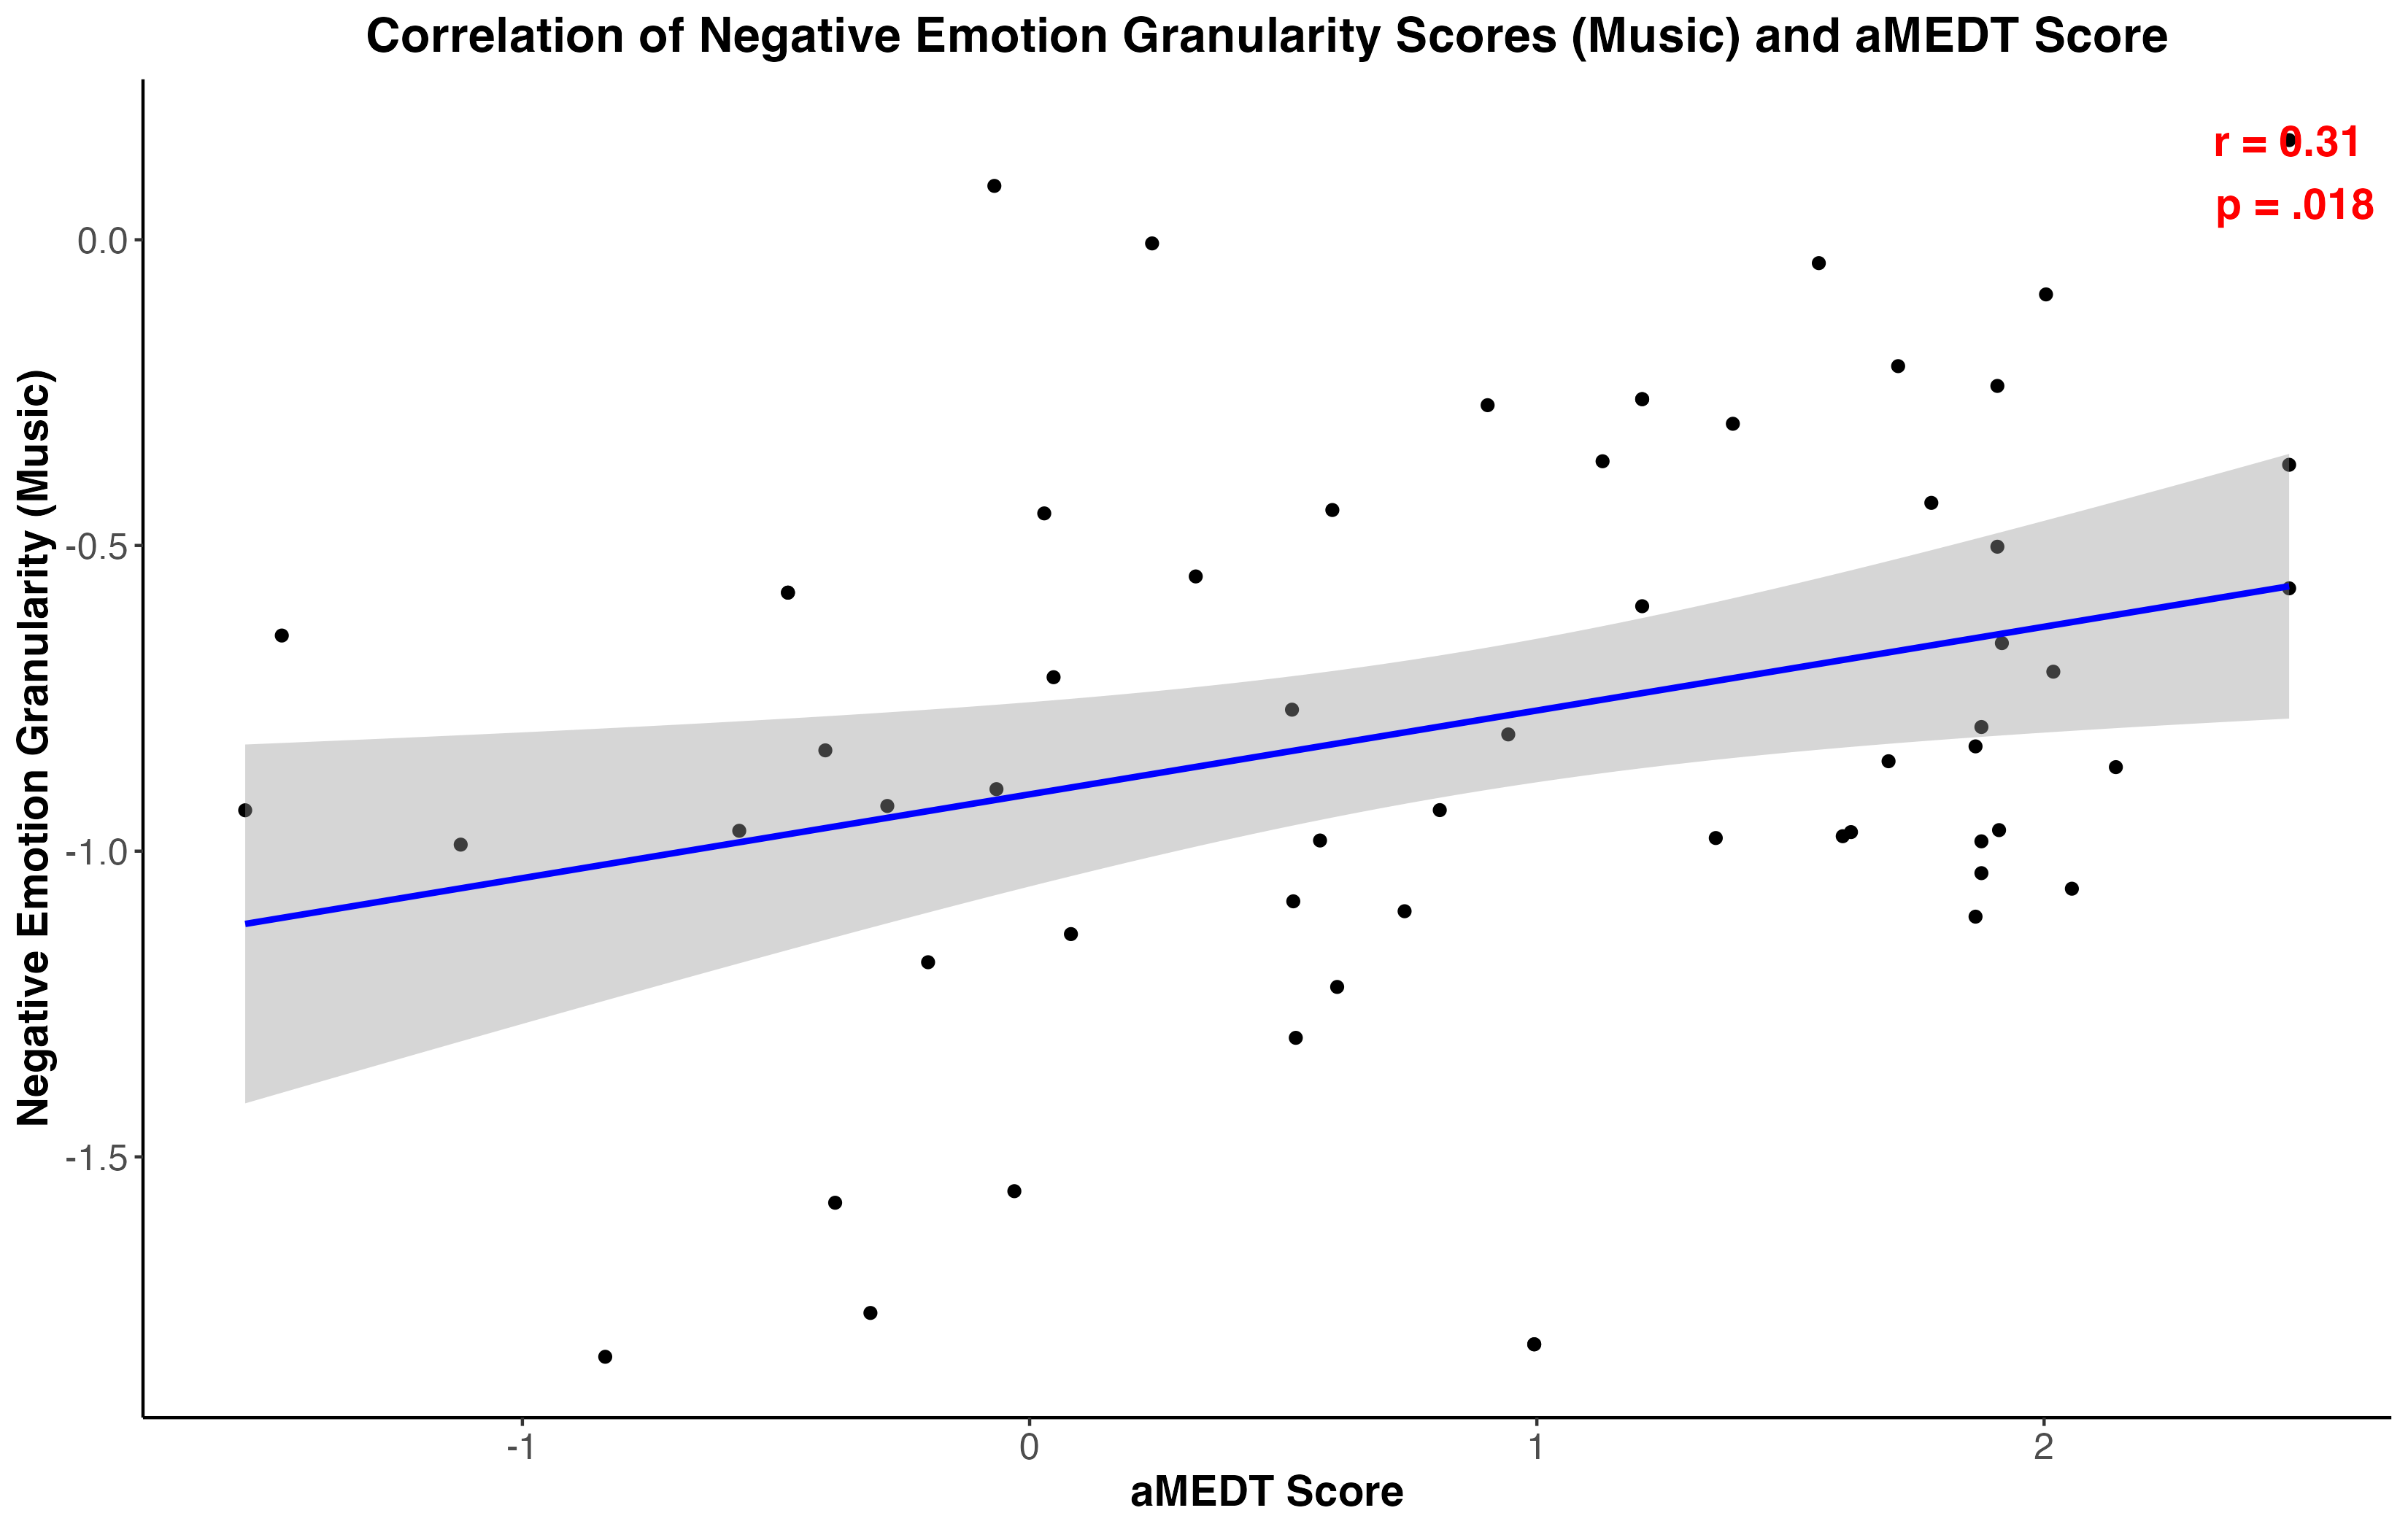 Correlation of Negative Emotion Granularity Scores (Music) and aMEDT Score
r = 0.31
p = .018
Negative Emotion Granularity (Music)
0.0
-0.5
-1.0
-1.5
-1
0
1
2
aMEDT Score